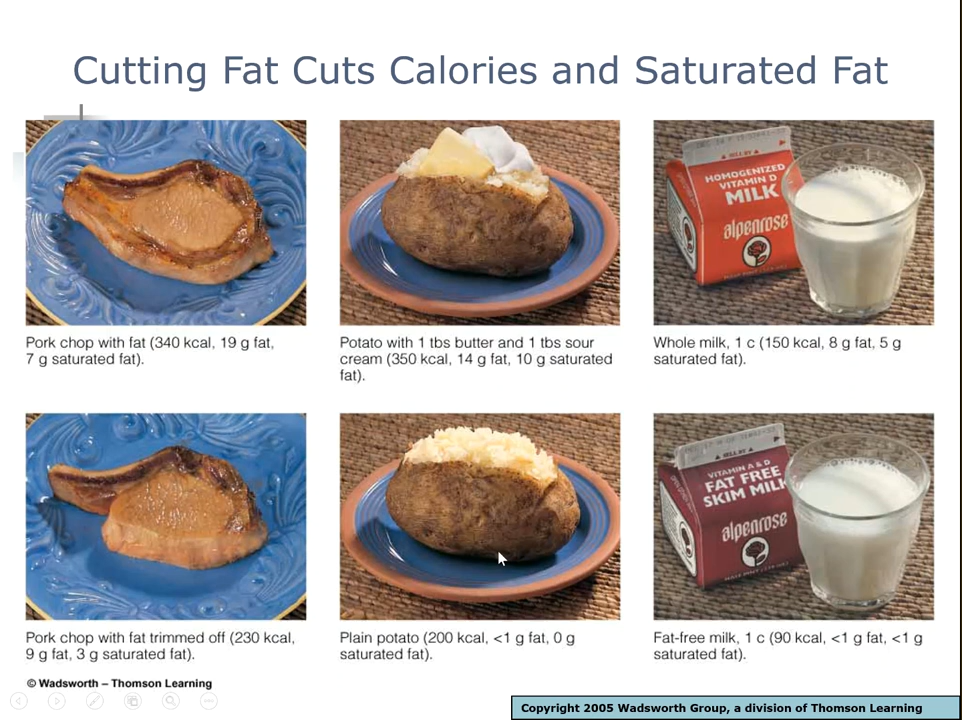 Cutting Fat Cuts Calories and Saturated Fat
SELL BY
HOMOGENIZED
VITAMIN D
MILK
alpenrose
Pork chop with fat (340 kcal, 19 g fat,
7 g saturated fat).
Potato with 1 tbs butter and 1 tbs sour
cream (350 kcal, 14 g fat, 10 g saturated
fat).
Whole milk, 1 c (150 kcal, 8 g fat, 5 g
saturated fat).
SELL BY
VITAMIN A & D
FAT FREE
SKIM MILK
alpenrose
Pork chop with fat trimmed off (230 kcal,
9 g fat, 3 g saturated fat).
Plain potato (200 kcal, <1 g fat, 0 g
saturated fat).
Fat-free milk, 1 c (90 kcal, <1 g fat, <1 g
saturated fat).
© Wadsworth – Thomson Learning
Copyright 2005 Wadsworth Group, a division of Thomson Learning